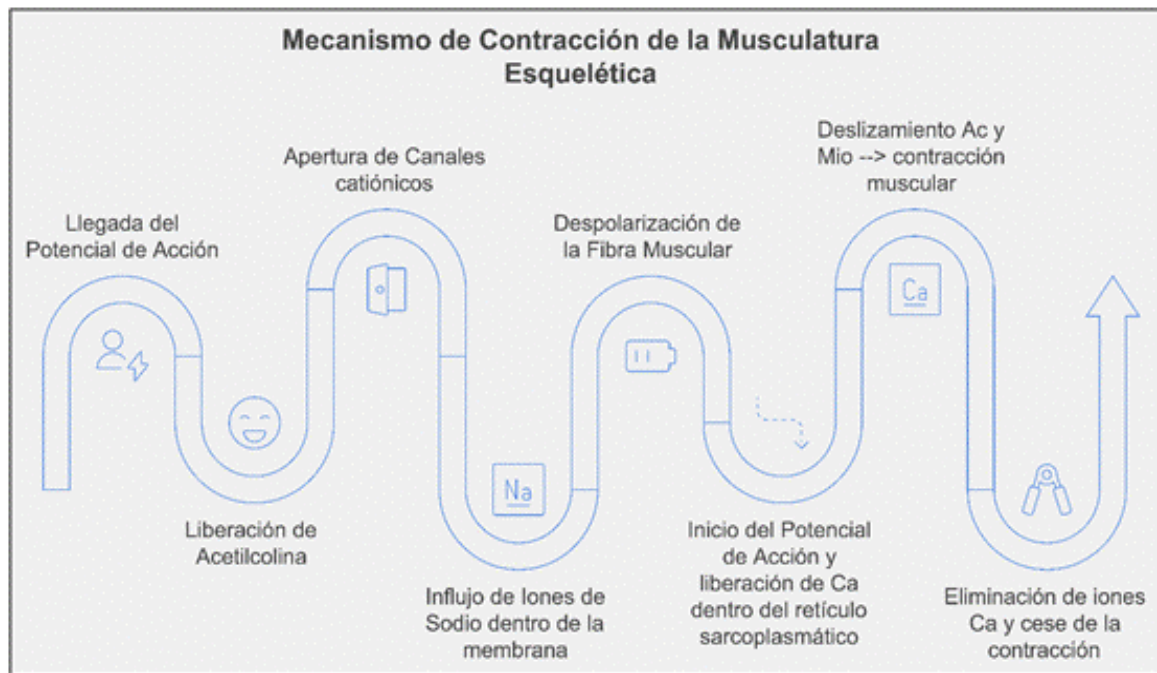 Mecanismo de Contracción de la Musculatura
Esquelética
Llegada del
Potencial de Acción
Liberación de
Acetilcolina
Apertura de Canales
catiónicos
Na
Influjo de Iones de
Sodio dentro de la
membrana
Despolarización de
la Fibra Muscular
Inicio del Potencial
de Acción y
liberación de Ca
dentro del retículo
sarcoplasmático
Deslizamiento Ac y
Mio --> contracción
muscular
Ca
Eliminación de iones
Ca y cese de la
contracción